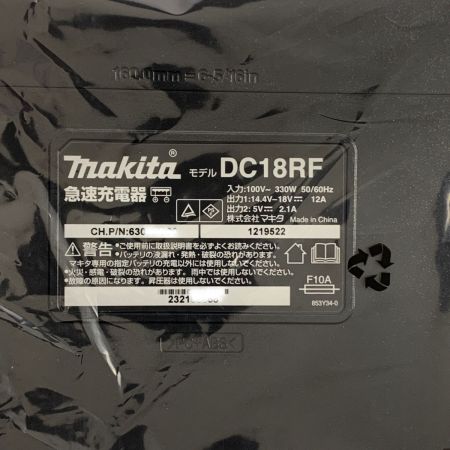 160.0mm = 6-5/16in
makita® モデル DC18RF
急速充電器
入力:100V~ 330W 50/60Hz
出力1:14.4V-18V⎓ 12A
出力2: 5V⎓ 2.1A
株式会社 マキタ Made in China
CH.P/N:630
1219522
警告 ●ご使用前に取扱説明書を必ずよくお読みください。
●バッテリの液漏れ・発熱・破裂の恐れがあります。
マキタ専用の指定バッテリの充電以外には使用しないでください。
●火災・感電・破裂の恐れがあります。雨中では使用しないでください。
●故障の原因になります。昇圧器は使用しないでください。
F10A
2321
853Y34-0